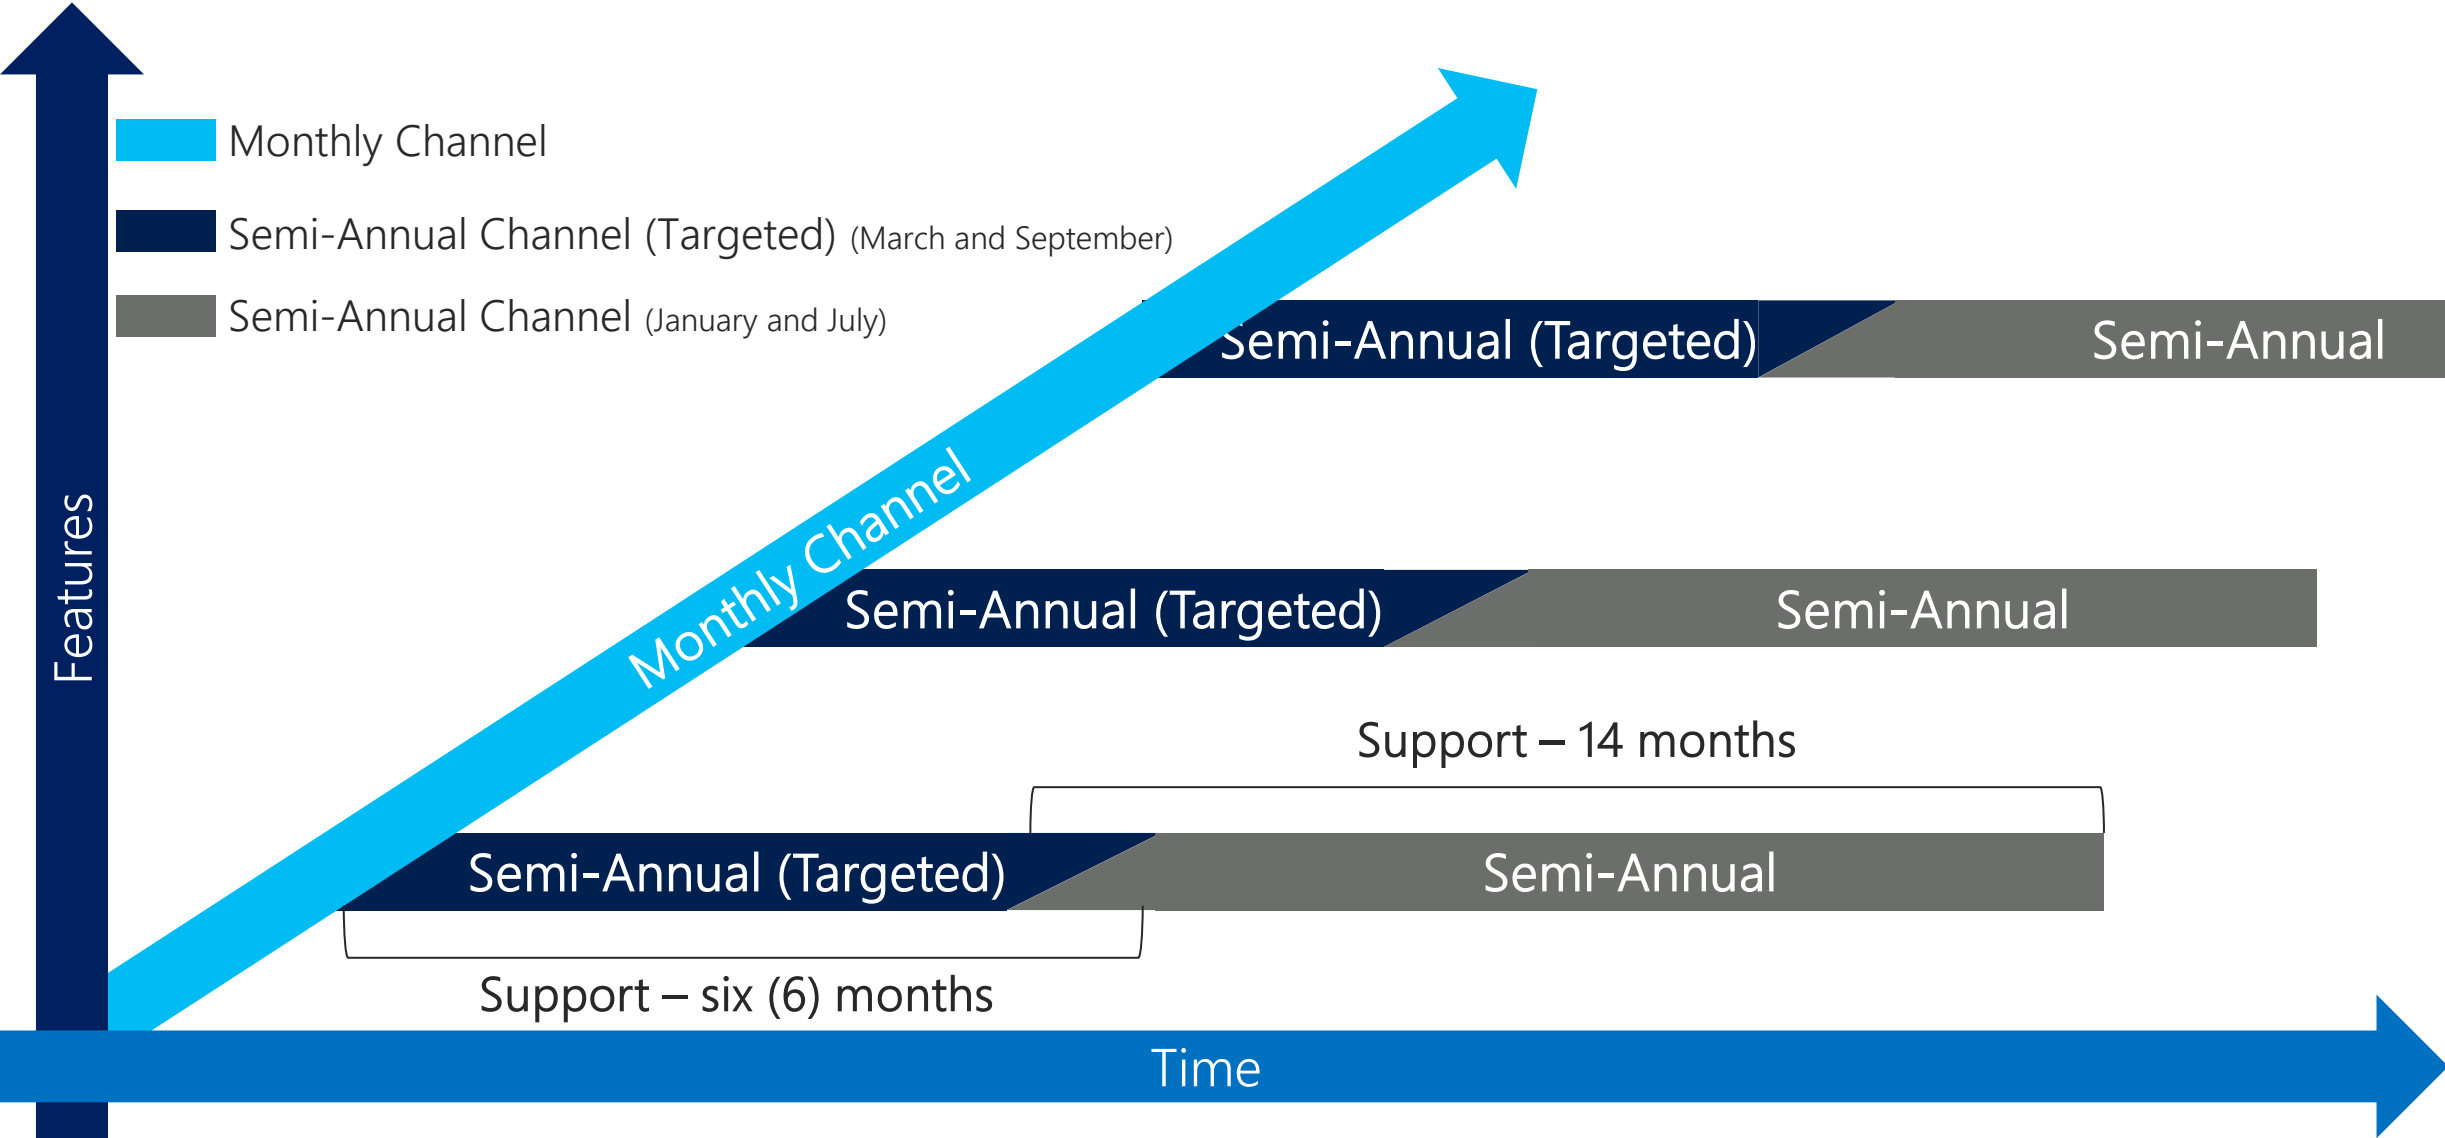 Monthly Channel
Semi-Annual Channel (Targeted) (March and September)
Semi-Annual Channel (January and July)
Semi-Annual (Targeted)
Semi-Annual
Monthly Channel
Features
Semi-Annual (Targeted)
Semi-Annual
Support – 14 months
Semi-Annual (Targeted)
Semi-Annual
Support – six (6) months
Time